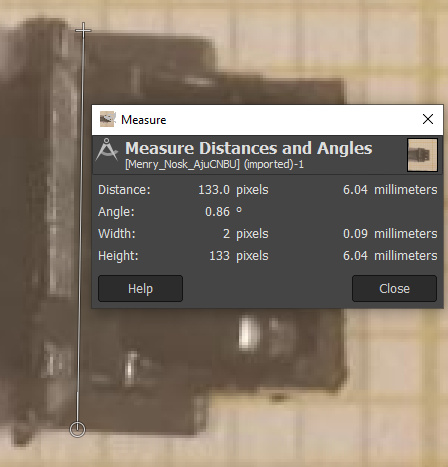 Measure
Measure Distances and Angles
[Menry_Nosk_AjuCNBU] (imported)-1
Distance: 133.0 pixels 6.04 millimeters
Angle: 0.86 º
Width: 2 pixels 0.09 millimeters
Height: 133 pixels 6.04 millimeters
Help Close